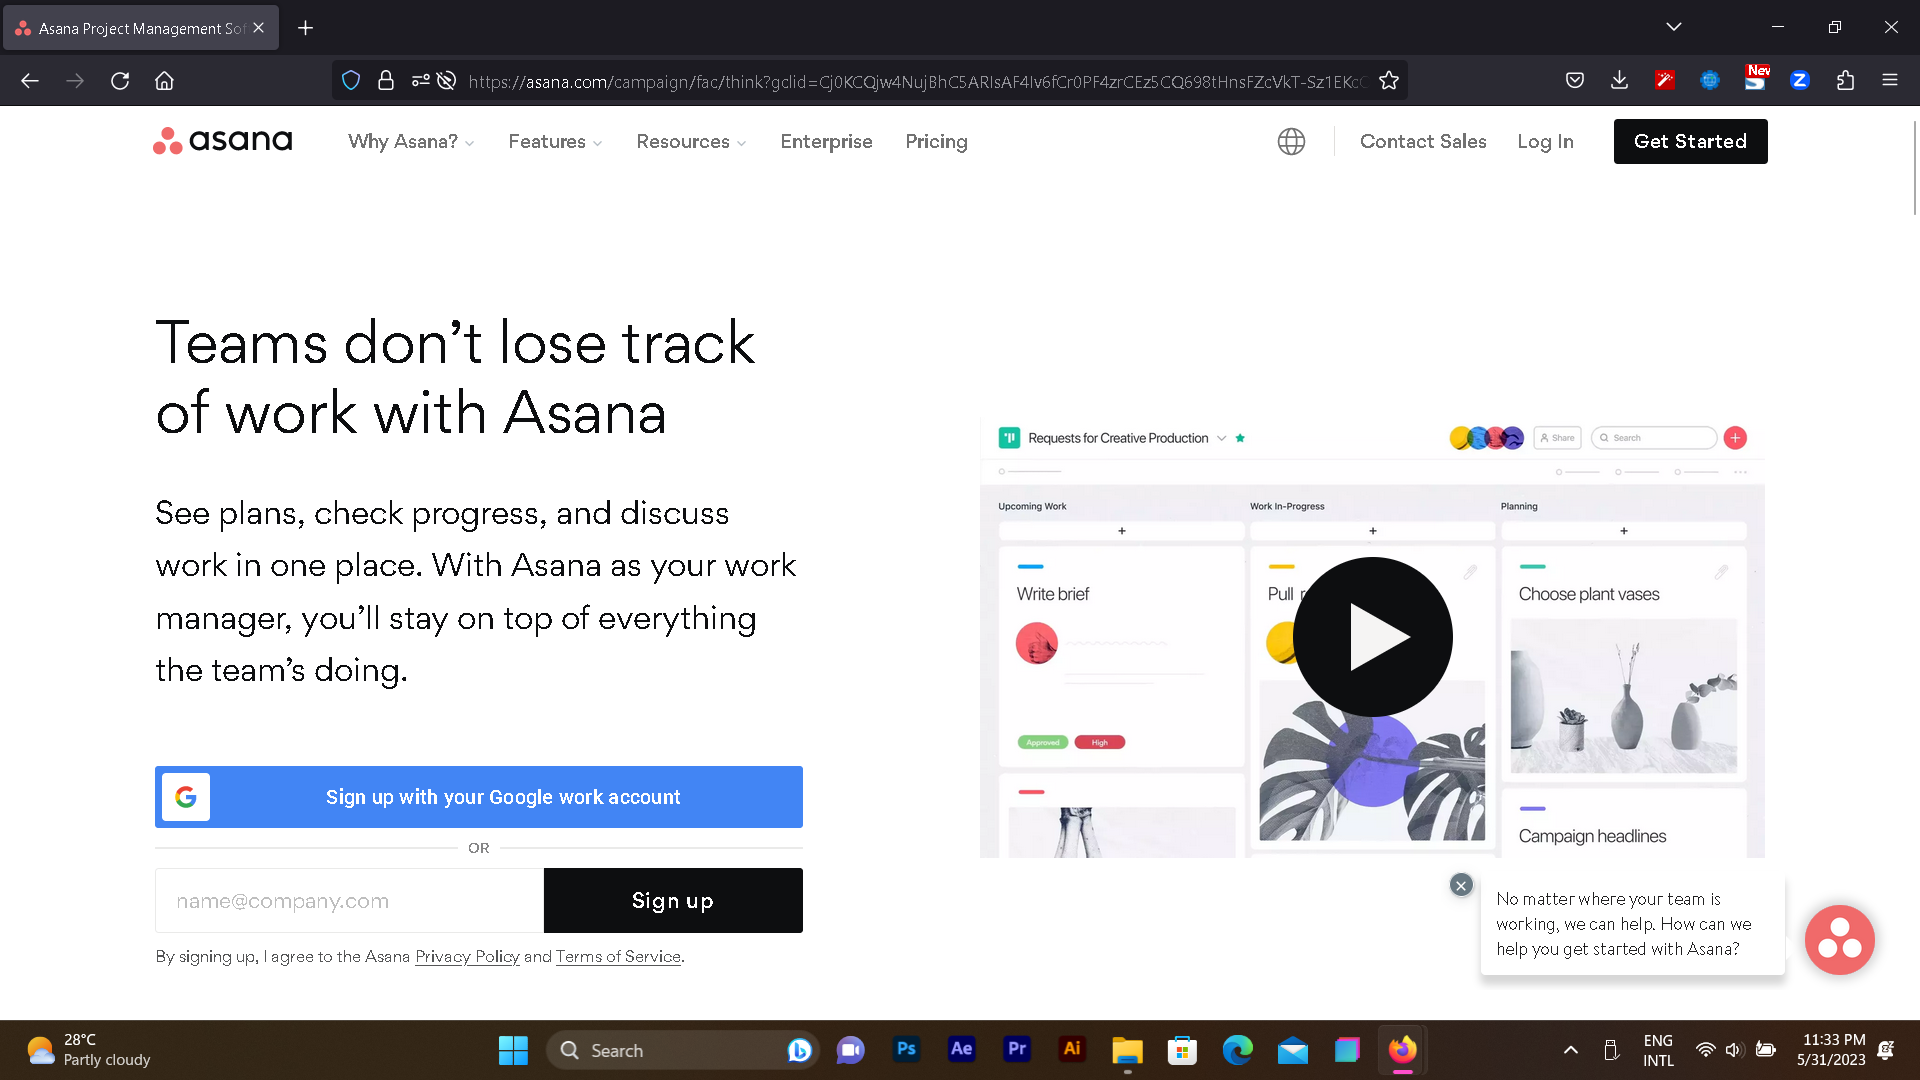 Asana Project Management Sof
https://asana.com/campaign/fac/think?gclid=Cj0KCQjw4NujBhC5ARIsAF4Iv6fCr0PF4zrCEz5CQ698tHnsFZcVkT-Sz1EKcC
New
asana Why Asana? Features Resources Enterprise Pricing Contact Sales Log In Get Started
Teams don’t lose track
of work with Asana
See plans, check progress, and discuss
work in one place. With Asana as your work
manager, you’ll stay on top of everything
the team’s doing.
Sign up with your Google work account
OR
name@company.com Sign up
By signing up, I agree to the Asana Privacy Policy and Terms of Service.
Requests for Creative Production Share Search
Upcoming Work Work In-Progress Planning
Write brief Pull Choose plant vases
Approved High
Campaign headlines
No matter where your team is
working, we can help. How can we
help you get started with Asana?
28°C
Partly cloudy
Search
Ps Ae Pr Ai
ENG
INTL
11:33 PM
5/31/2023